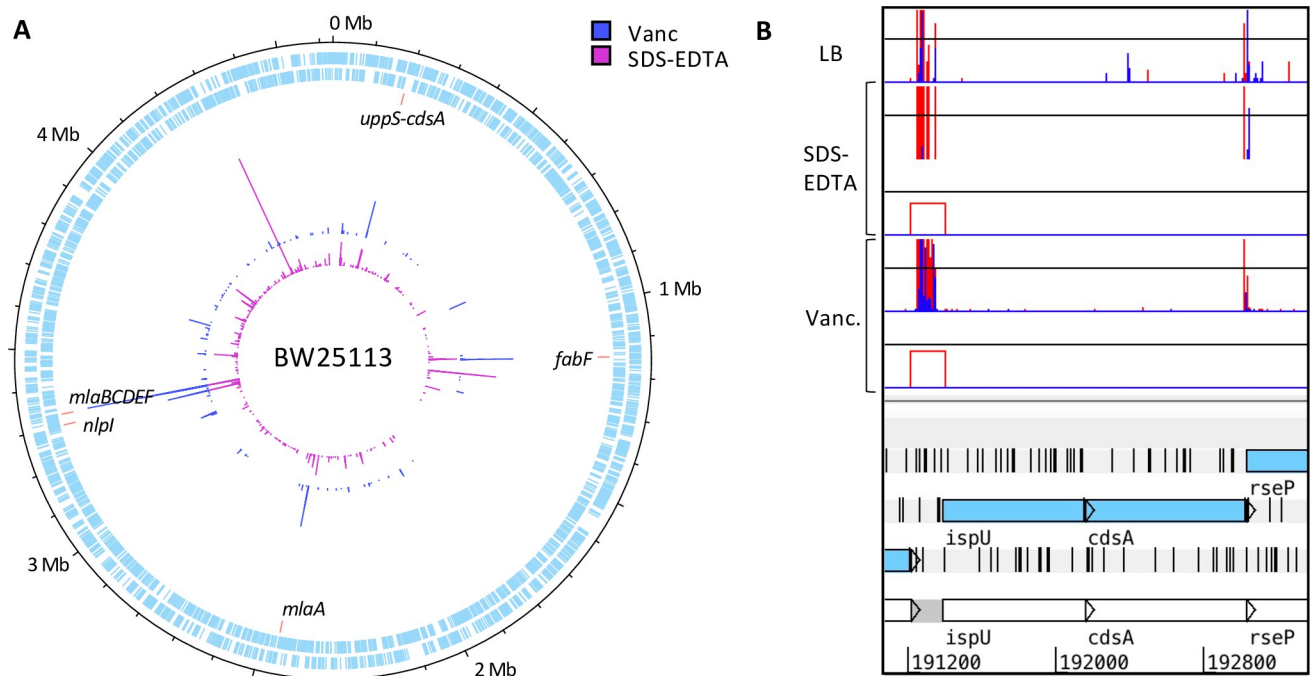 A
0 Mb
Vanc
SDS-EDTA
uppS-cdsA
4 Mb
1 Mb
BW25113
fabF
mlaBCDEF
nlpI
3 Mb
mlaA
2 Mb
B
LB
SDS-
EDTA
Vanc.
rseP
ispU cdsA
ispU cdsA rseP
191200 192000 192800